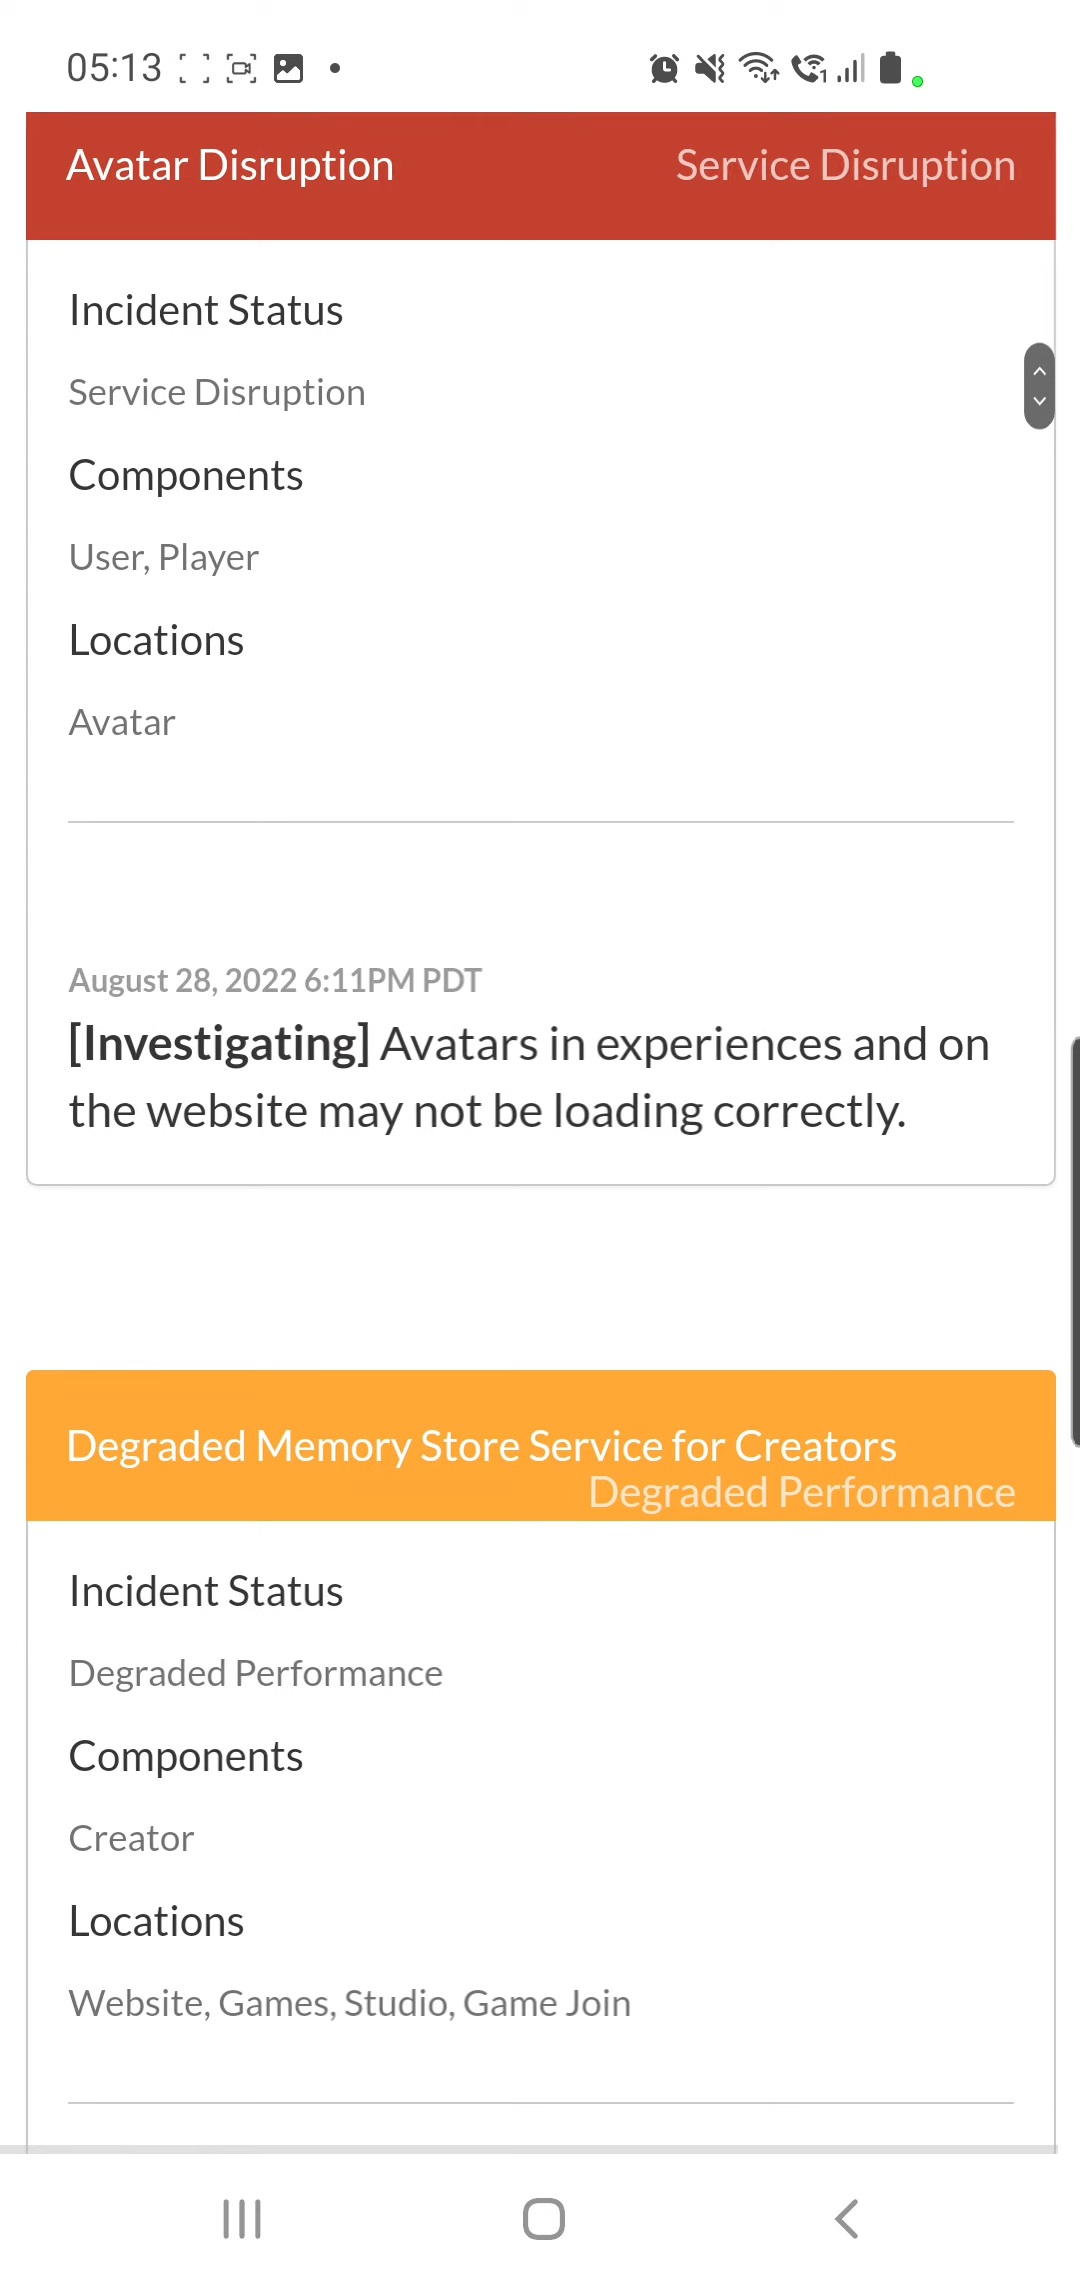 05:13
Avatar Disruption Service Disruption
Incident Status
Service Disruption
Components
User, Player
Locations
Avatar
August 28, 2022 6:11PM PDT
[Investigating] Avatars in experiences and on
the website may not be loading correctly.
Degraded Memory Store Service for Creators
Degraded Performance
Incident Status
Degraded Performance
Components
Creator
Locations
Website, Games, Studio, Game Join